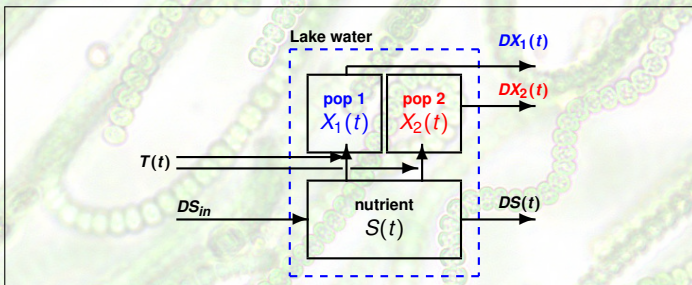 Lake water
DX₁(t)
pop 1
X₁(t)
pop 2
X₂(t)
DX₂(t)
T(t)
DSᵢₙ
nutrient
S(t)
DS(t)